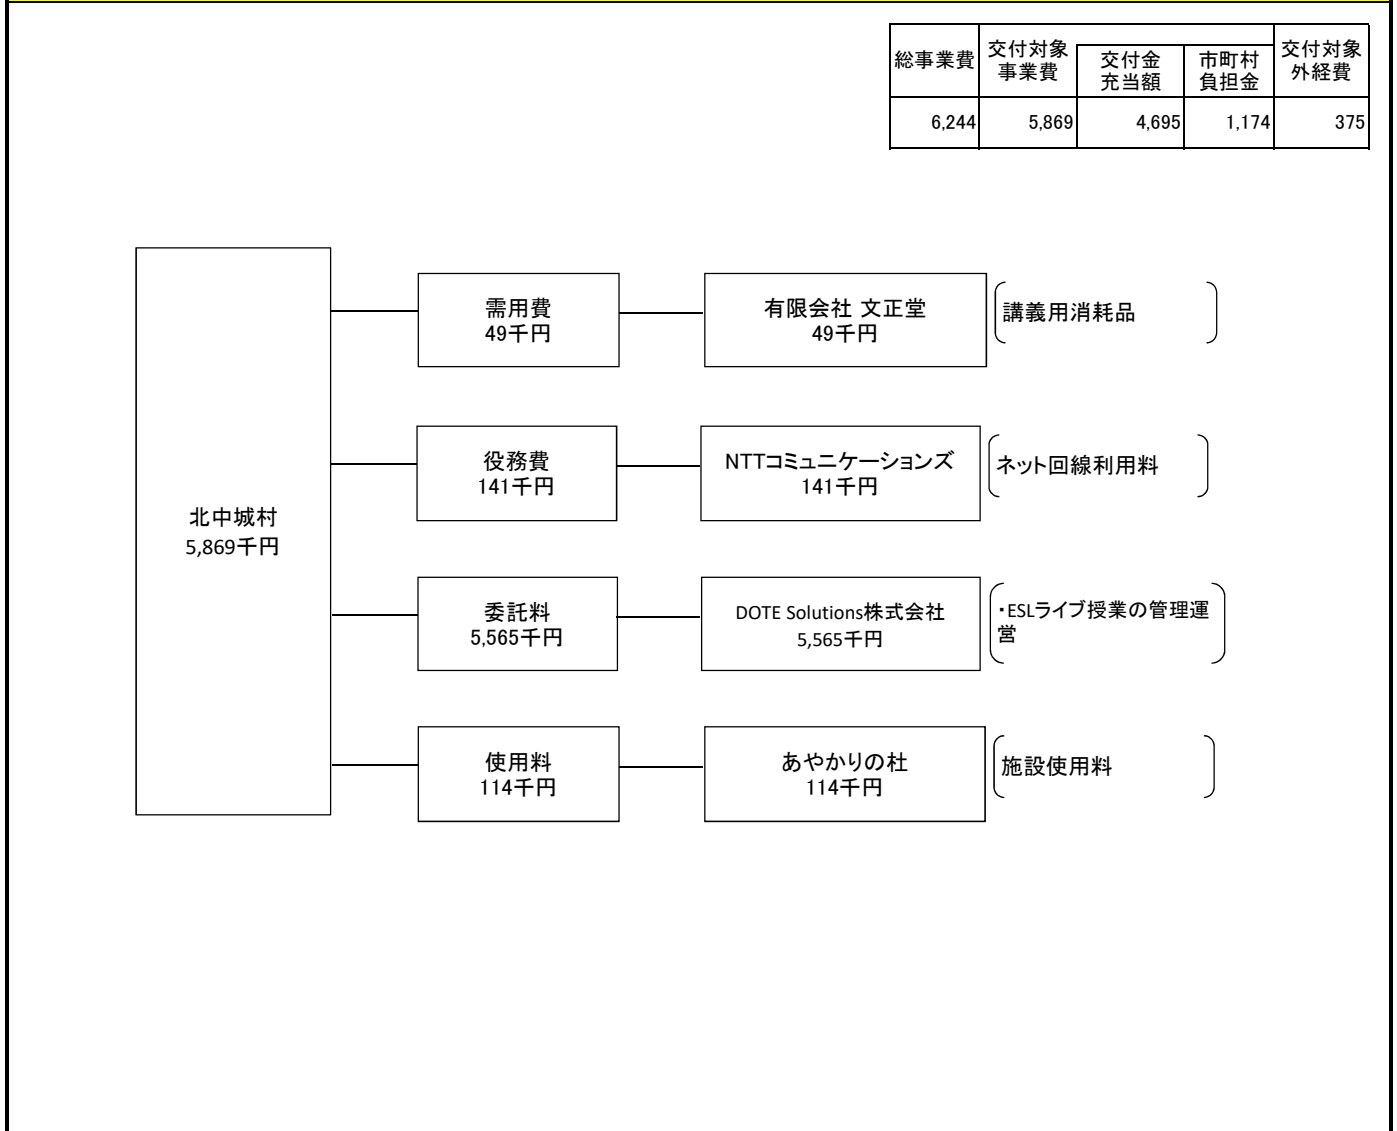 総事業費
交付対象
事業費
交付金
充当額
市町村
負担金
交付対象
外経費
6,244 5,869 4,695 1,174 375
北中城村
5,869千円
需用費
49千円
有限会社 文正堂
49千円
講義用消耗品
役務費
141千円
NTTコミュニケーションズ
141千円
ネット回線利用料
委託料
5,565千円
DOTE Solutions株式会社
5,565千円
・ESLライブ授業の管理運
営
使用料
114千円
あやかりの杜
114千円
施設使用料